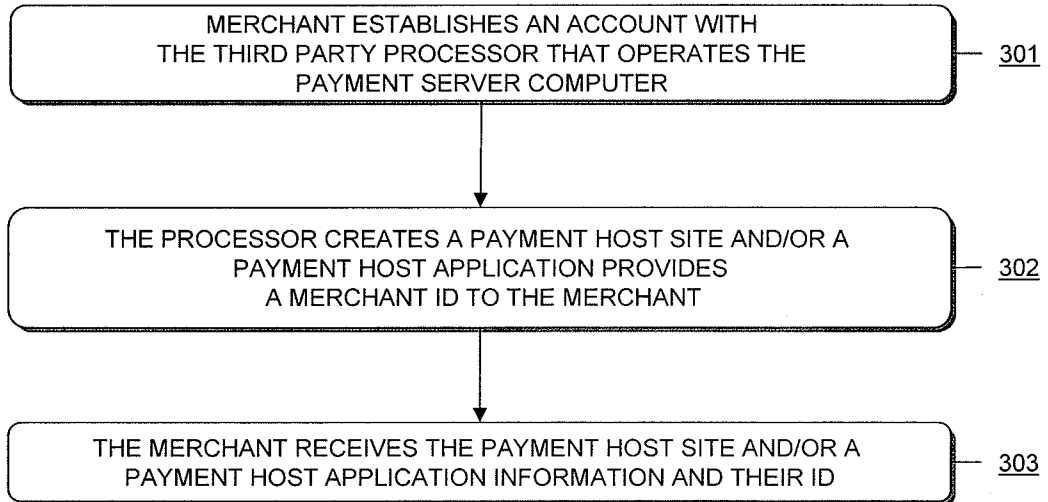 MERCHANT ESTABLISHES AN ACCOUNT WITH
THE THIRD PARTY PROCESSOR THAT OPERATES THE
PAYMENT SERVER COMPUTER
301
THE PROCESSOR CREATES A PAYMENT HOST SITE AND/OR A
PAYMENT HOST APPLICATION PROVIDES
A MERCHANT ID TO THE MERCHANT
302
THE MERCHANT RECEIVES THE PAYMENT HOST SITE AND/OR A
PAYMENT HOST APPLICATION INFORMATION AND THEIR ID
303